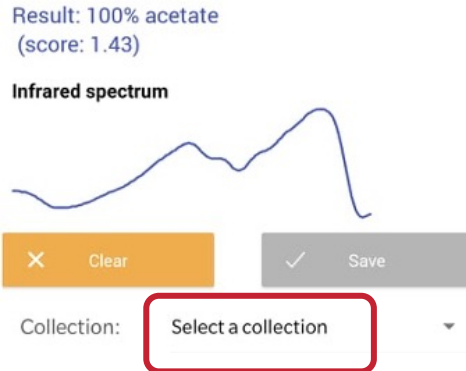 Result: 100% acetate
(score: 1.43)
Infrared spectrum
Clear
Save
Collection:
Select a collection